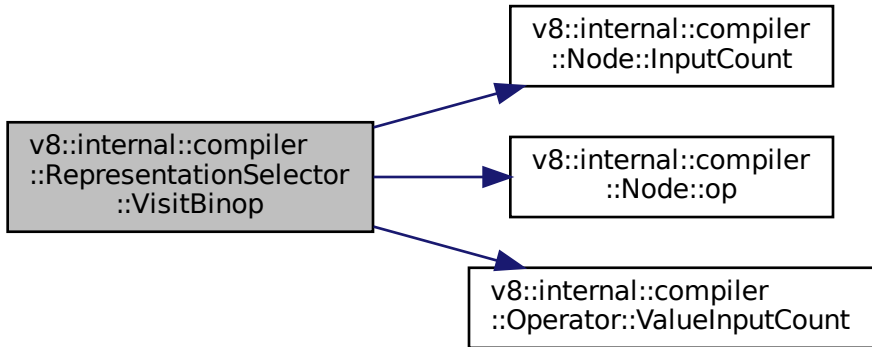 v8::internal::compiler
::RepresentationSelector
::VisitBinop
v8::internal::compiler
::Node::InputCount
v8::internal::compiler
::Node::op
v8::internal::compiler
::Operator::ValueInputCount